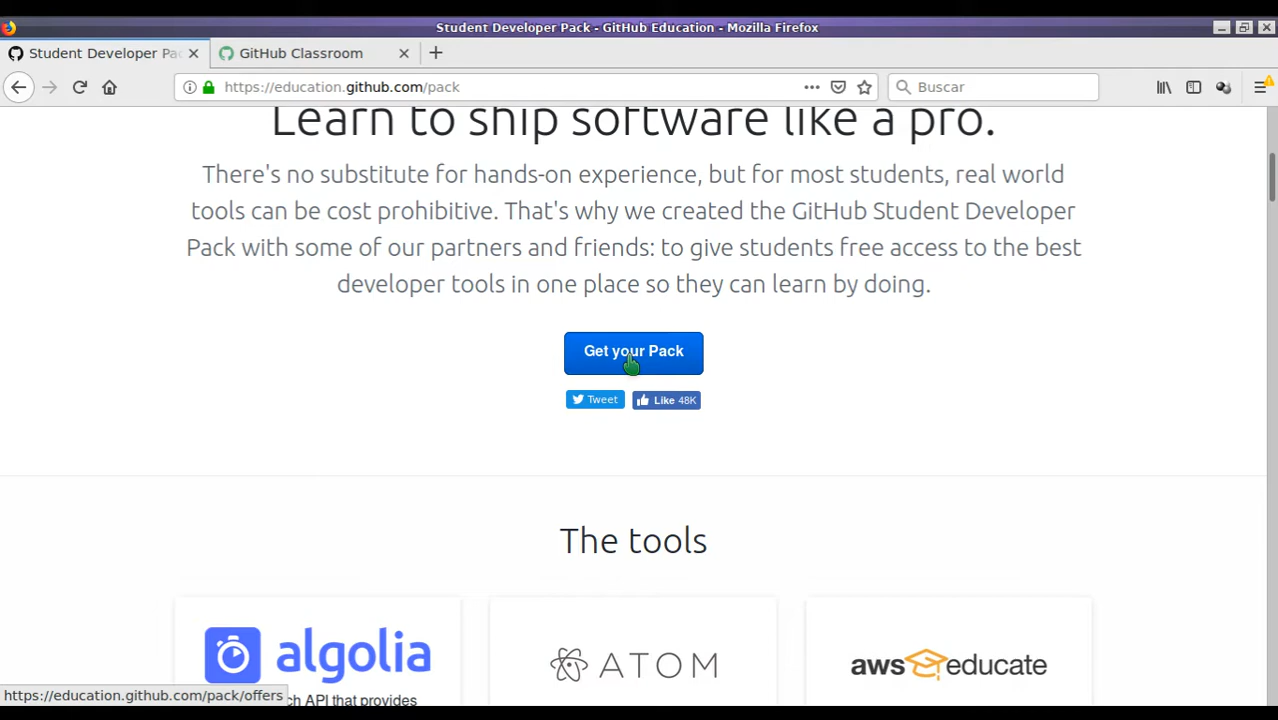 Student Developer Pack - GitHub Education - Mozilla Firefox
Student Developer Pac
GitHub Classroom
https://education.github.com/pack
Buscar
Learn to ship software like a pro.
There's no substitute for hands-on experience, but for most students, real world
tools can be cost prohibitive. That's why we created the GitHub Student Developer
Pack with some of our partners and friends: to give students free access to the best
developer tools in one place so they can learn by doing.
Get your Pack
Tweet
Like 48K
The tools
algolia
ATOM
aws educate
ch API that provides
https://education.github.com/pack/offers